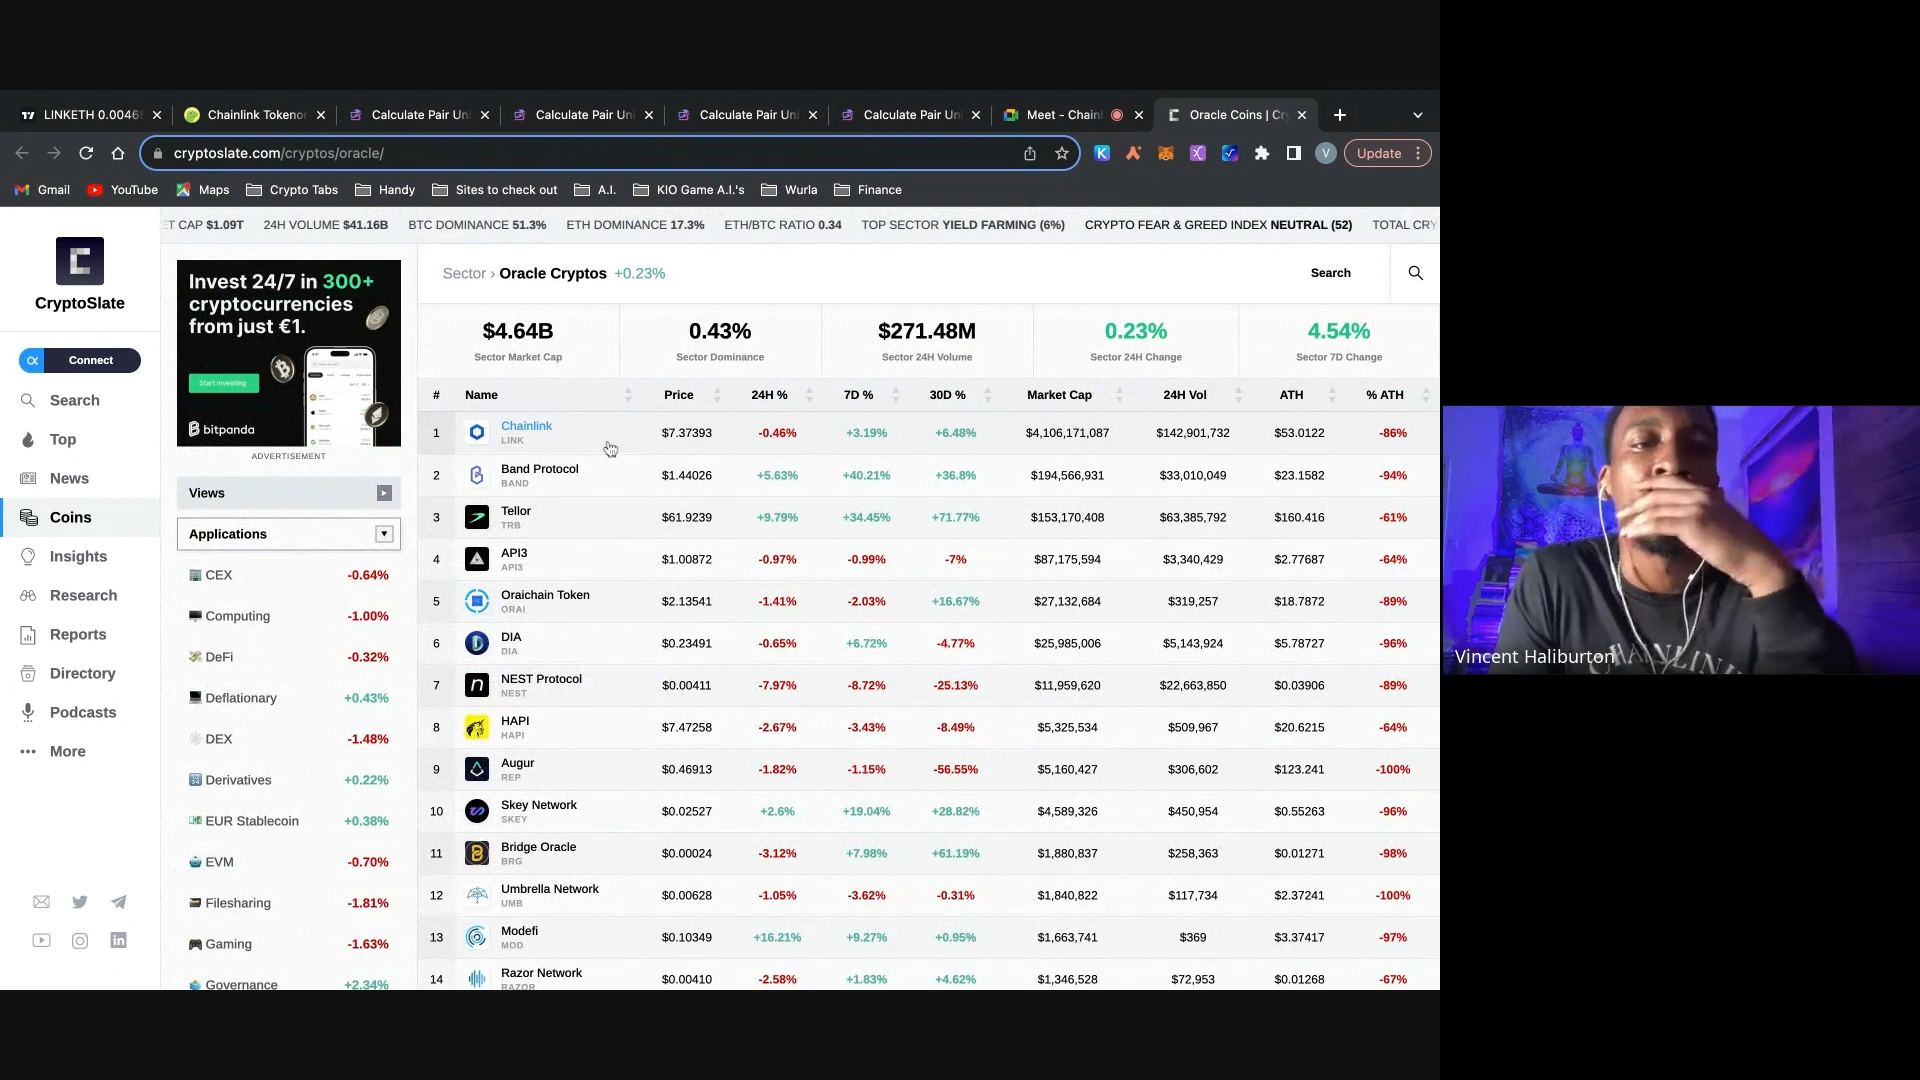 LINKETH 0.0046
Chainlink Tokenor
Calculate Pair Uni
Calculate Pair Uni
Calculate Pair Uni
Calculate Pair Uni
Meet - Chainl
Oracle Coins | Cry
cryptoslate.com/cryptos/oracle/
V
Update
Gmail
YouTube
Maps
Crypto Tabs
Handy
Sites to check out
A.I.
KIO Game A.I.'s
Wurla
Finance
ET CAP $1.09T
24H VOLUME $41.16B
BTC DOMINANCE 51.3%
ETH DOMINANCE 17.3%
ETH/BTC RATIO 0.34
TOP SECTOR YIELD FARMING (6%)
CRYPTO FEAR & GREED INDEX NEUTRAL (52)
TOTAL CRY
CryptoSlate
Connect
Search
Top
News
Coins
Insights
Research
Reports
Directory
Podcasts
More
Invest 24/7 in 300+
cryptocurrencies
from just €1.
Start investing
bitpanda
ADVERTISEMENT
Views
Applications
CEX -0.64%
Computing -1.00%
DeFi -0.32%
Deflationary +0.43%
DEX -1.48%
Derivatives +0.22%
EUR Stablecoin +0.38%
EVM -0.70%
Filesharing -1.81%
Gaming -1.63%
Governance +2.34%
Sector › Oracle Cryptos +0.23%
Search
$4.64B 0.43% $271.48M 0.23% 4.54%
Sector Market Cap Sector Dominance Sector 24H Volume Sector 24H Change Sector 7D Change
# Name Price 24H % 7D % 30D % Market Cap 24H Vol ATH % ATH
1 Chainlink LINK $7.37393 -0.46% +3.19% +6.48% $4,106,171,087 $142,901,732 $53.0122 -86%
2 Band Protocol BAND $1.44026 +5.63% +40.21% +36.8% $194,566,931 $33,010,049 $23.1582 -94%
3 Tellor TRB $61.9239 +9.79% +34.45% +71.77% $153,170,408 $63,385,792 $160.416 -61%
4 API3 API3 $1.00872 -0.97% -0.99% -7% $87,175,594 $3,340,429 $2.77687 -64%
5 Oraichain Token ORAI $2.13541 -1.41% -2.03% +16.67% $27,132,684 $319,257 $18.7872 -89%
6 DIA DIA $0.23491 -0.65% +6.72% -4.77% $25,985,006 $5,143,924 $5.78727 -96%
7 NEST Protocol NEST $0.00411 -7.97% -8.72% -25.13% $11,959,620 $22,663,850 $0.03906 -89%
8 HAPI HAPI $7.47258 -2.67% -3.43% -8.49% $5,325,534 $509,967 $20.6215 -64%
9 Augur REP $0.46913 -1.82% -1.15% -56.55% $5,160,427 $306,602 $123.241 -100%
10 Skey Network SKEY $0.02527 +2.6% +19.04% +28.82% $4,589,326 $450,954 $0.55263 -96%
11 Bridge Oracle BRG $0.00024 -3.12% +7.98% +61.19% $1,880,837 $258,363 $0.01271 -98%
12 Umbrella Network UMB $0.00628 -1.05% -3.62% -0.31% $1,840,822 $117,734 $2.37241 -100%
13 Modefi MOD $0.10349 +16.21% +9.27% +0.95% $1,663,741 $369 $3.37417 -97%
14 Razor Network RAZOR $0.00410 -2.58% +1.83% +4.62% $1,346,528 $72,953 $0.01268 -67%
Vincent Haliburton